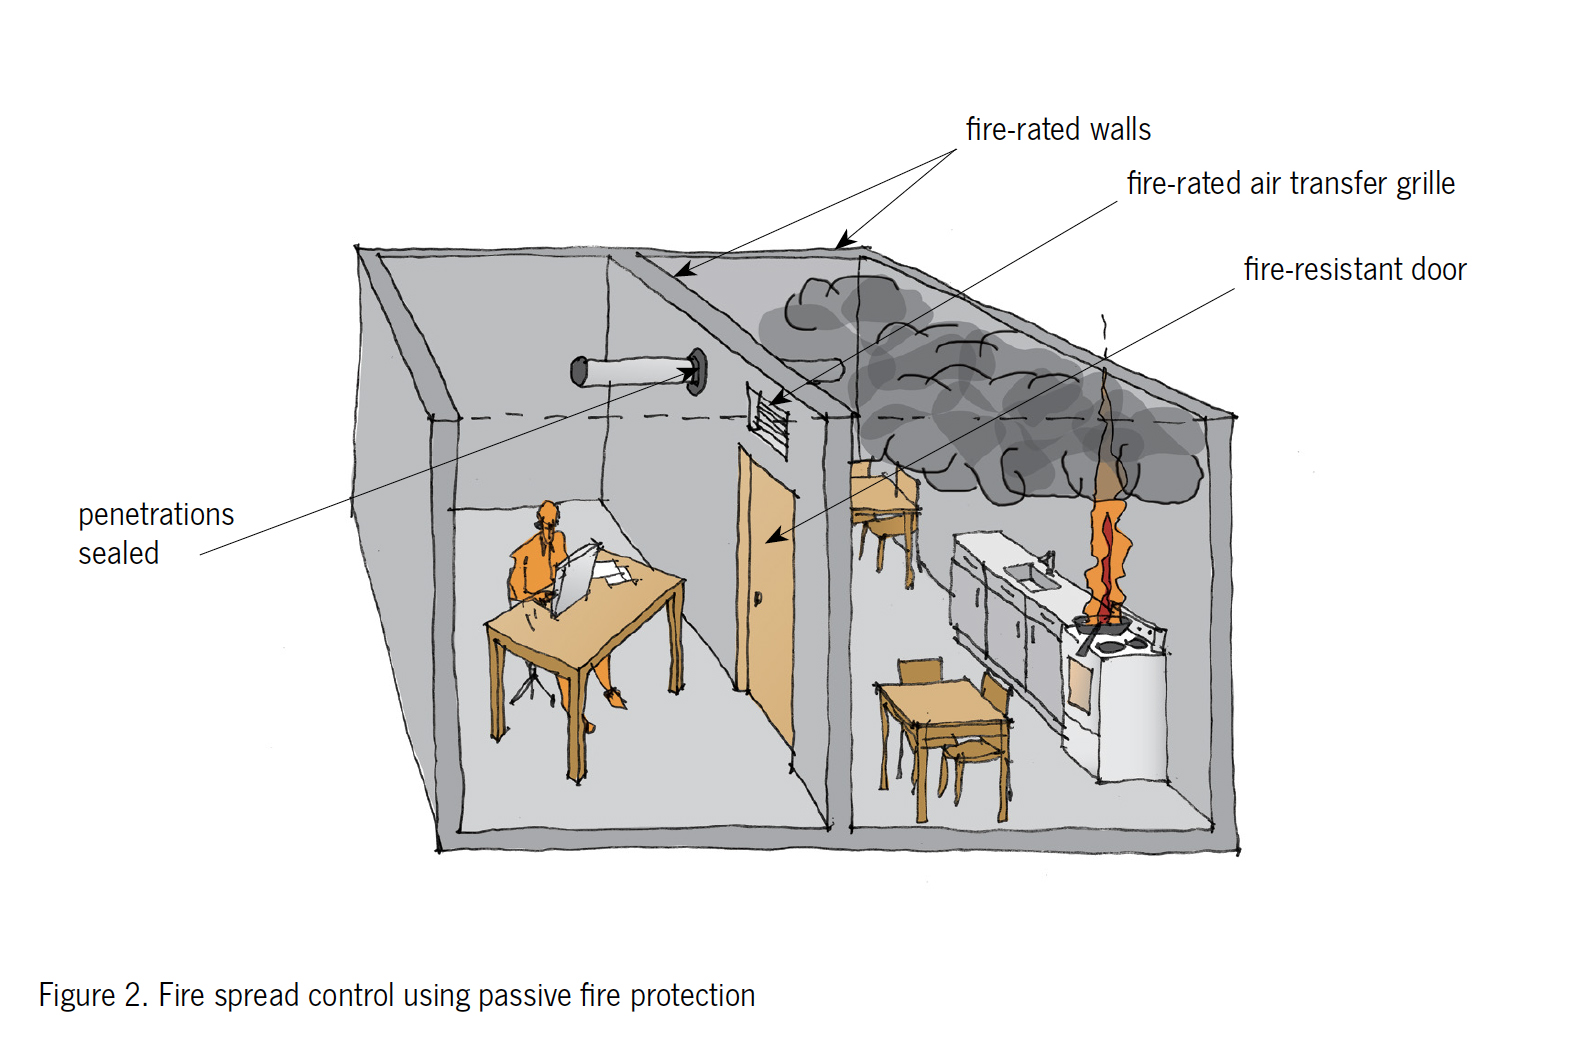 fire-rated walls
fire-rated air transfer grille
fire-resistant door
penetrations
sealed
Figure 2. Fire spread control using passive fire protection